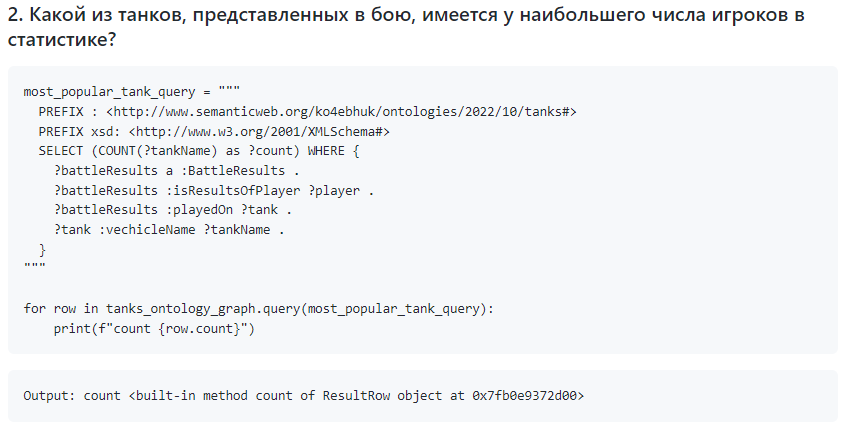 2. Какой из танков, представленных в бою, имеется у наибольшего числа игроков в
статистике?
most_popular_tank_query = """
PREFIX : <http://www.semanticweb.org/ko4ebhuk/ontologies/2022/10/tanks#>
PREFIX xsd: <http://www.w3.org/2001/XMLSchema#>
SELECT (COUNT(?tankName) as ?count) WHERE {
?battleResults a :BattleResults .
?battleResults :isResultsOfPlayer ?player .
?battleResults :playedOn ?tank .
?tank :vechicleName ?tankName .
}
"""
for row in tanks_ontology_graph.query(most_popular_tank_query):
print(f"count {row.count}")
Output: count <built-in method count of ResultRow object at 0x7fb0e9372d00>